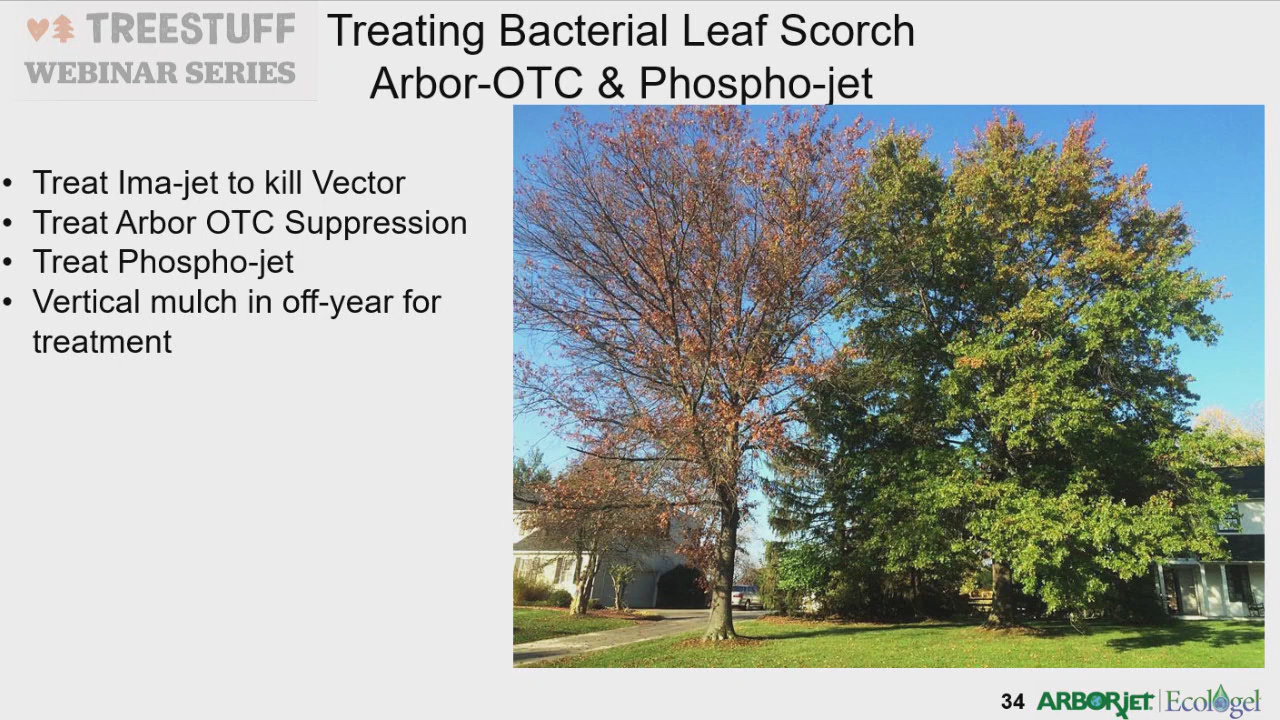 TREESTUFF
WEBINAR SERIES
Treating Bacterial Leaf Scorch
Arbor-OTC & Phospho-jet
• Treat Ima-jet to kill Vector
• Treat Arbor OTC Suppression
• Treat Phospho-jet
• Vertical mulch in off-year for
treatment
34 ARBORjet | Ecologel